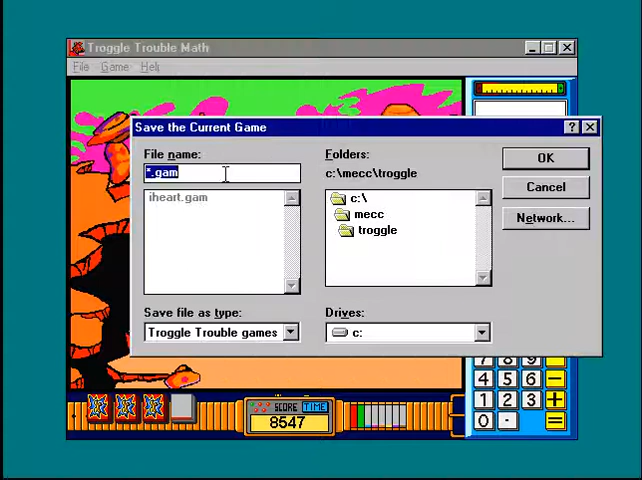 Troggle Trouble Math
File Game Help
Save the Current Game
File name:
*.gam
iheart.gam
Folders:
c:\mecc\troggle
c:\
mecc
troggle
OK
Cancel
Network...
Save file as type:
Troggle Trouble games
Drives:
c:
7 8 9 -
4 5 6 -
1 2 3 +
0 . =
SCORE TIME
8547